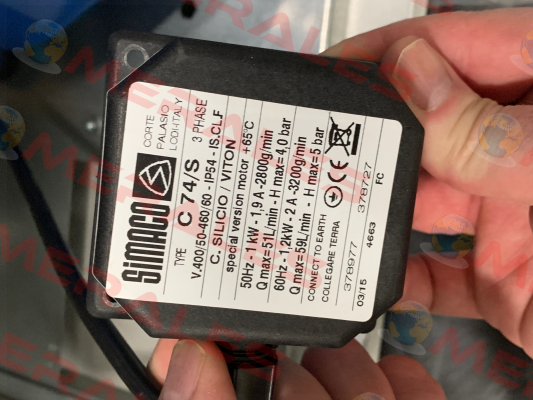 SIMACO
CORTE
PALASIO
LODI-ITALY
TYPE C 74/S 3 PHASE
V.400/50-460/60 - IP54 - IS.CL.F
C. SILICIO / VITON
special version motor +65°C
50Hz - 1 kW - 1,9 A -2800g/min
Q max=51L/min - H max=4,0 bar
60Hz - 1,2kW - 2 A -3200g/min
Q max=59L/min - H max=5 bar
CONNECT TO EARTH
COLLEGARE TERRA
CE
378977 378727
03/15 4663 FC
MERALES